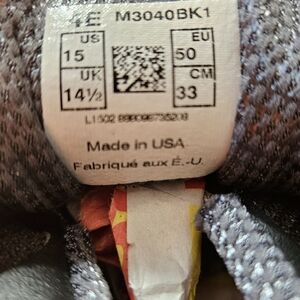 4E M3040BK1
US EU
15 50
UK CM
14½ 33
Made in USA
Fabriqué aux É.-U.